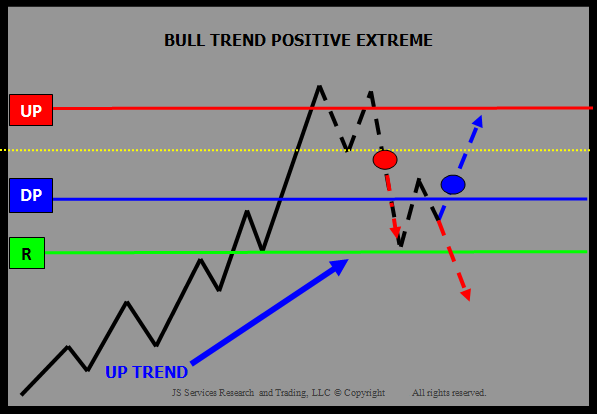 BULL TREND POSITIVE EXTREME
UP
DP
R
UP TREND
JS Services Research and Trading, LLC © Copyright All rights reserved.